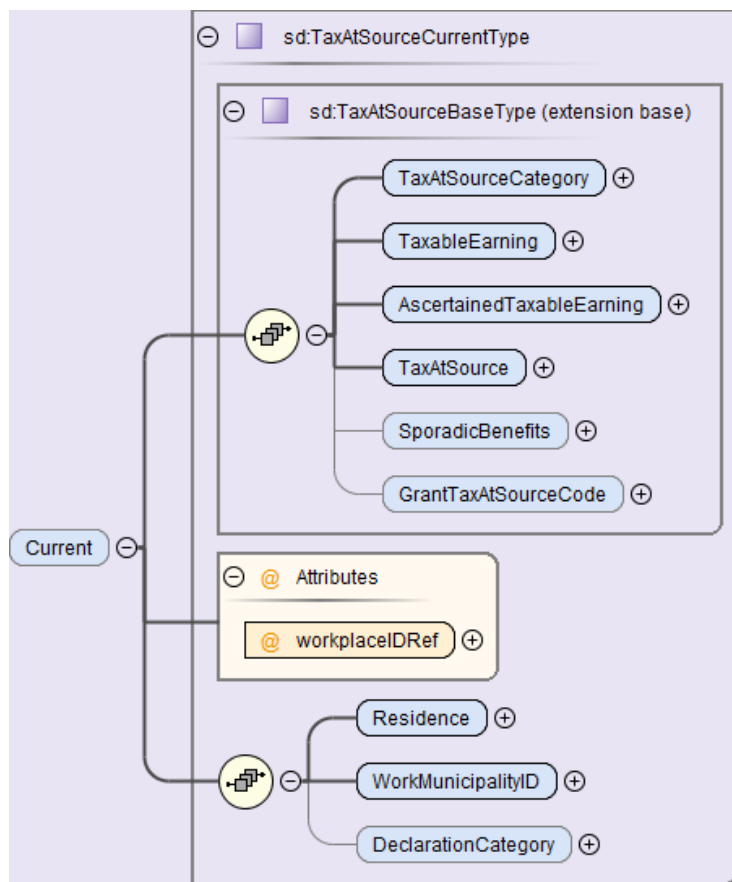 sd:TaxAtSourceCurrentType
sd:TaxAtSourceBaseType (extension base)
TaxAtSourceCategory
TaxableEarning
AscertainedTaxableEarning
TaxAtSource
SporadicBenefits
GrantTaxAtSourceCode
Current
@ Attributes
@ workplaceIDRef
Residence
WorkMunicipalityID
DeclarationCategory